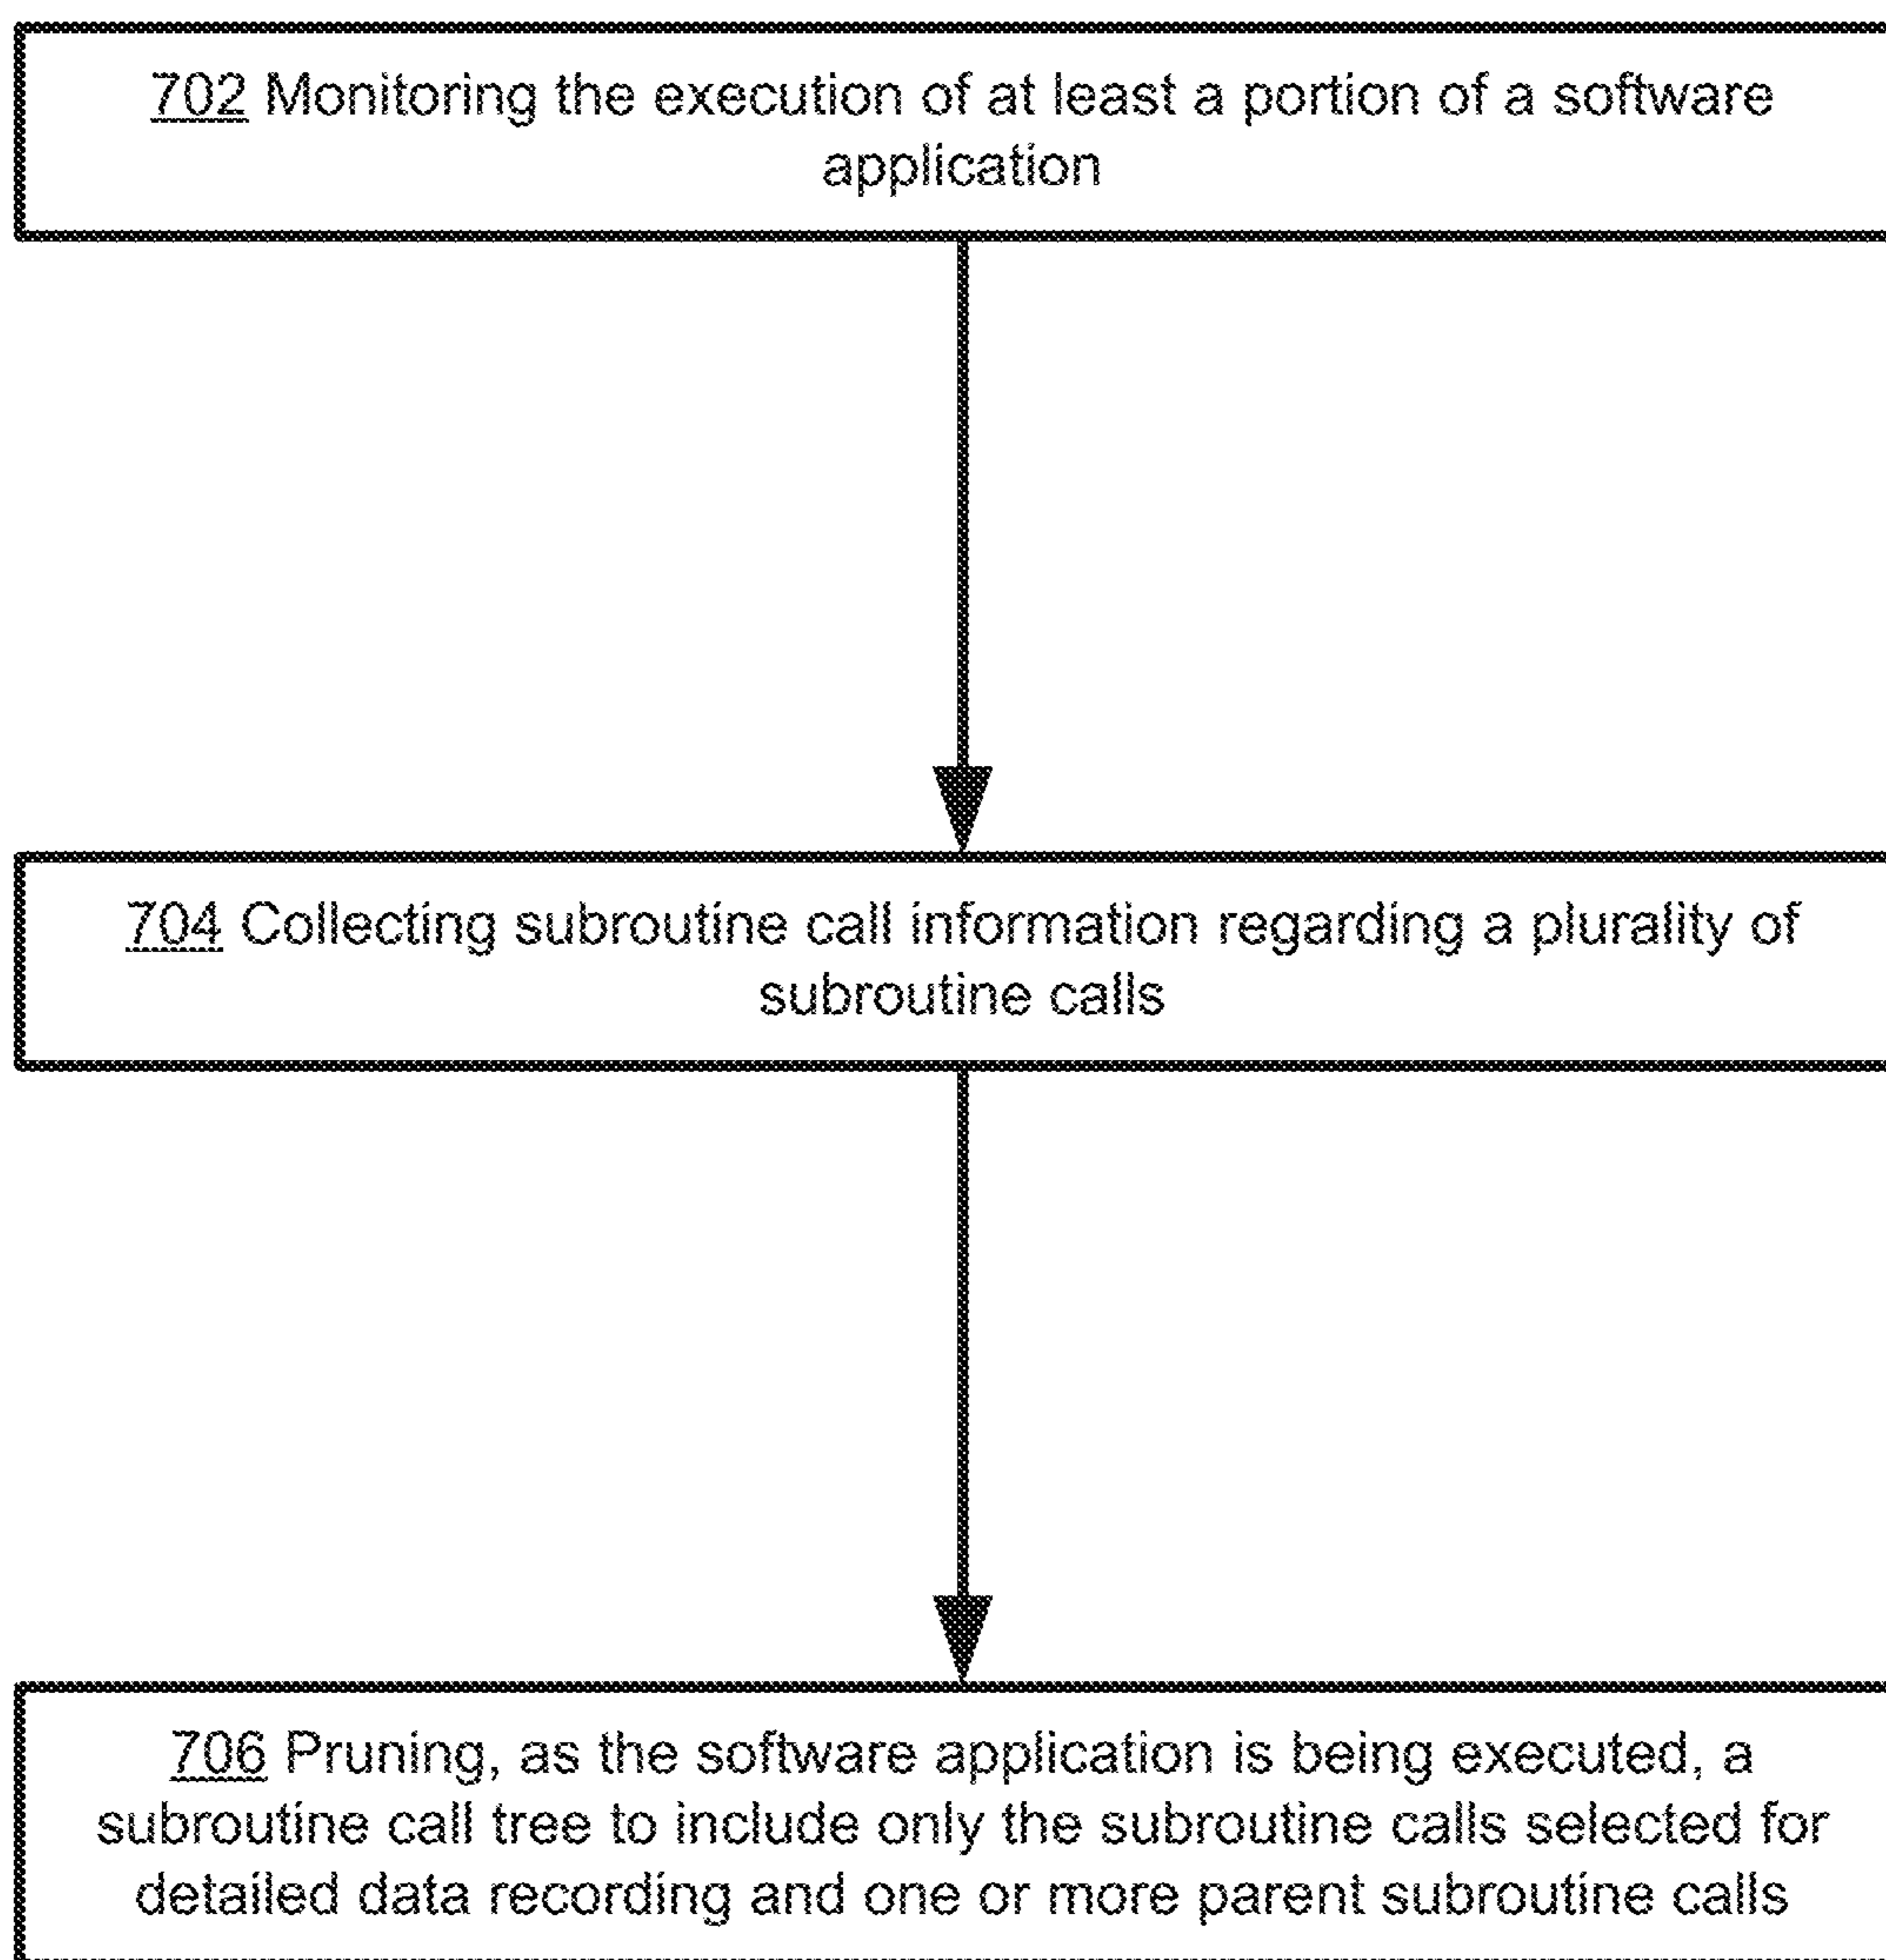 702 Monitoring the execution of at least a portion of a software
application
704 Collecting subroutine call information regarding a plurality of
subroutine calls
706 Pruning, as the software application is being executed, a
subroutine call tree to include only the subroutine calls selected for
detailed data recording and one or more parent subroutine calls